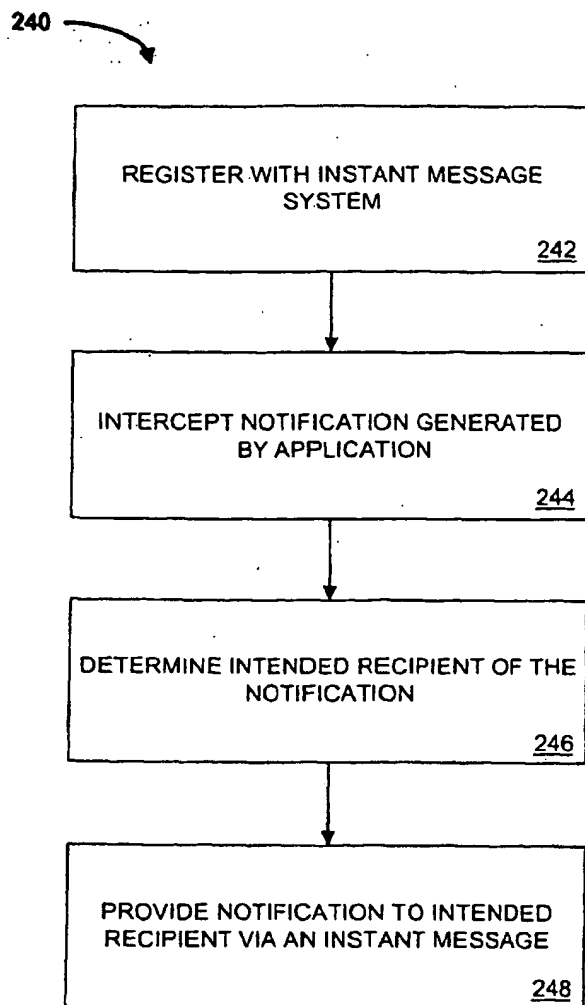 240
REGISTER WITH INSTANT MESSAGE
SYSTEM
242
INTERCEPT NOTIFICATION GENERATED
BY APPLICATION
244
DETERMINE INTENDED RECIPIENT OF THE
NOTIFICATION
246
PROVIDE NOTIFICATION TO INTENDED
RECIPIENT VIA AN INSTANT MESSAGE
248